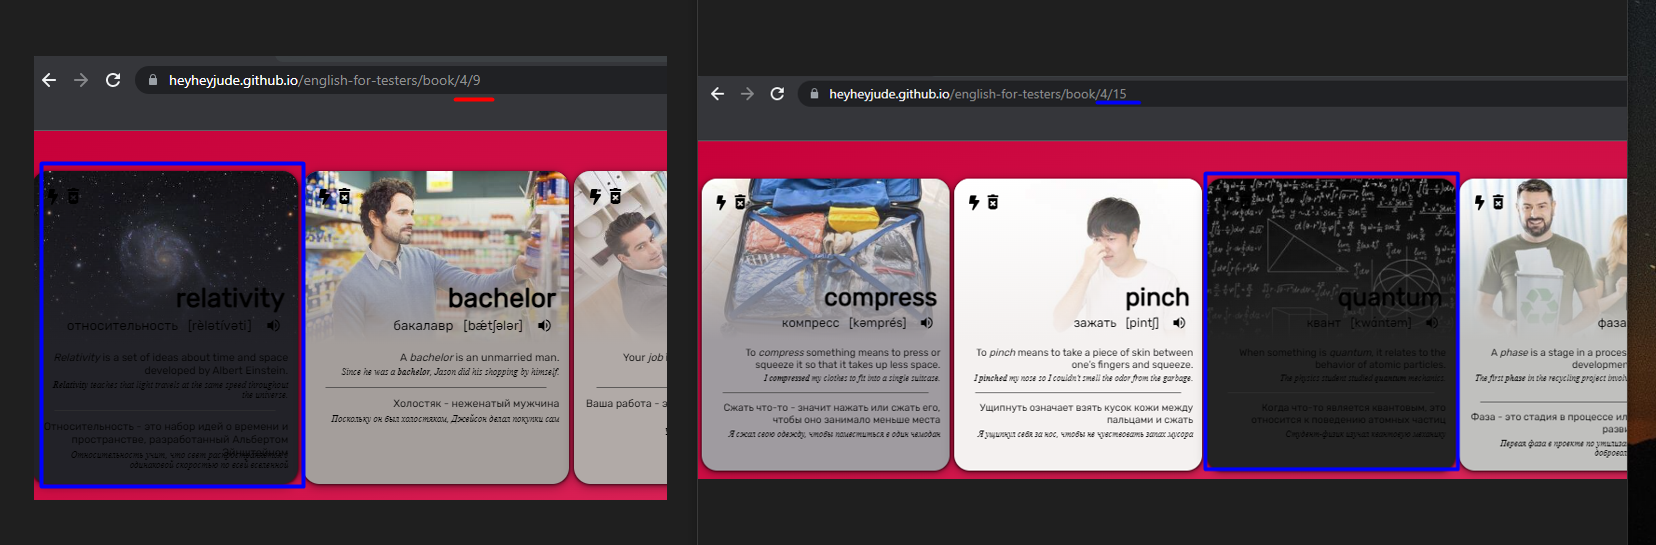 heyheyjude.github.io/english-for-testers/book/4/9
relativity
относительность [rèlətívəti]
Relativity is a set of ideas about time and space
developed by Albert Einstein.
Relativity teaches that light travels at the same speed throughout
the universe.
Относительность - это набор идей о времени и
пространстве, разработанный Альбертом
Эйнштейном
Относительность учит, что свет распространяется с
одинаковой скоростью по всей вселенной
bachelor
бакалавр [bǽtʃələr]
A bachelor is an unmarried man.
Since he was a bachelor, Jason did his shopping by himself.
Холостяк - неженатый мужчина
Поскольку он был холостяком, Джейсон делал покупки сам
Your job i
Ваша работа - э
heyheyjude.github.io/english-for-testers/book/4/15
compress
компресс [kəmprés]
To compress something means to press or
squeeze it so that it takes up less space.
I compressed my clothes to fit into a single suitcase.
Сжать что-то - значит нажать или сжать его,
чтобы оно занимало меньше места
Я сжал свою одежду, чтобы поместиться в один чемодан
pinch
зажать [pintʃ]
To pinch means to take a piece of skin between
one's fingers and squeeze.
I pinched my nose so I couldn't smell the odor from the garbage.
Ущипнуть означает взять кусок кожи между
пальцами и сжать
Я ущипнул себя за нос, чтобы не чувствовать запах мусора
quantum
квант [kwάntəm]
When something is quantum, it relates to the
behavior of atomic particles.
The physics student studied quantum mechanics.
Когда что-то является квантовым, это
относится к поведению атомных частиц
Студент-физик изучал квантовую механику
фаза
A phase is a stage in a proces
developmen
The first phase in the recycling project involv
Фаза - это стадия в процессе ил
разви
Первая фаза в проекте по утилиза
добровол